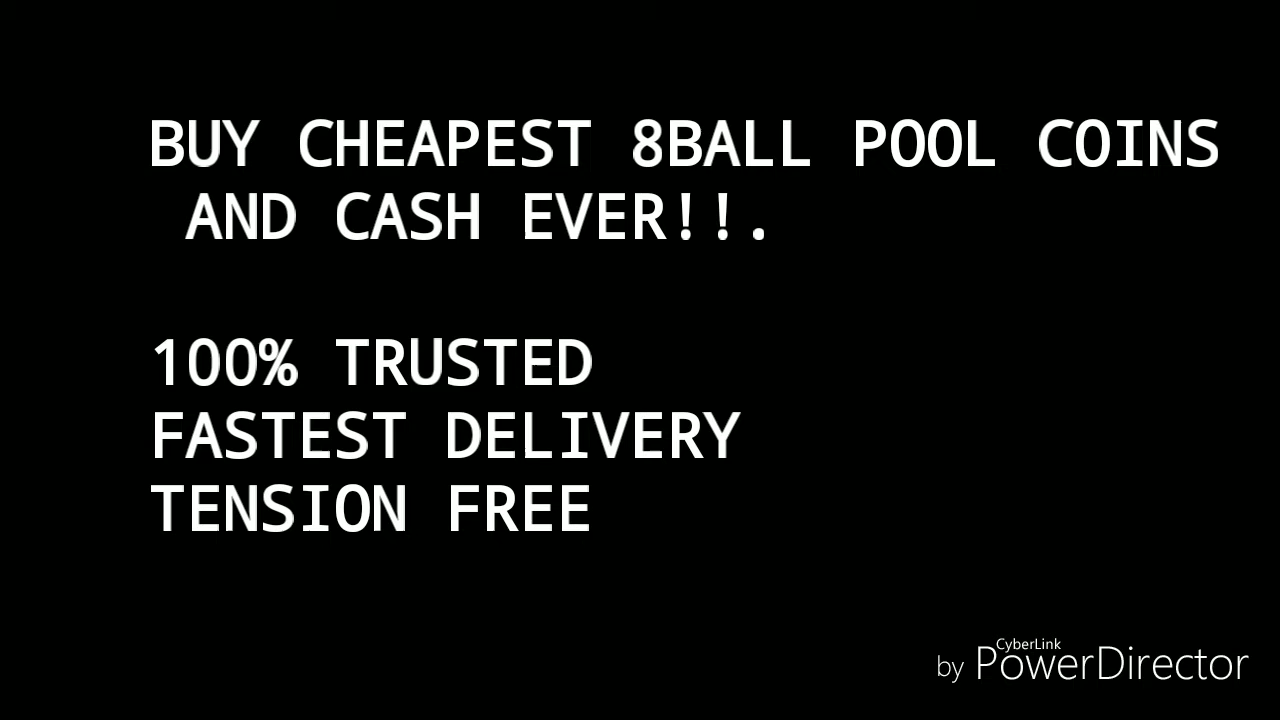 BUY CHEAPEST 8BALL POOL COINS
AND CASH EVER!!.
100% TRUSTED
FASTEST DELIVERY
TENSION FREE
CyberLink
by PowerDirector